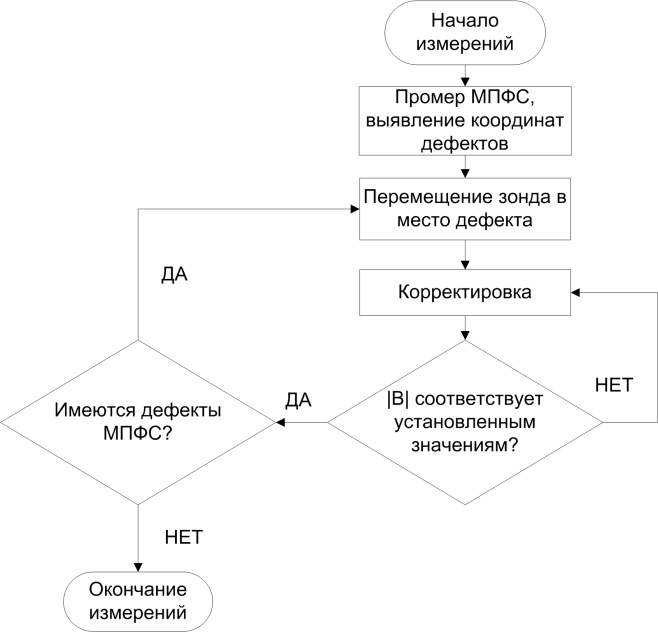 Начало
измерений
Промер МПФС,
выявление координат
дефектов
Перемещение зонда в
место дефекта
ДА
Корректировка
НЕТ
|B| соответствует
установленным
значениям?
ДА
Имеются дефекты
МПФС?
НЕТ
Окончание
измерений